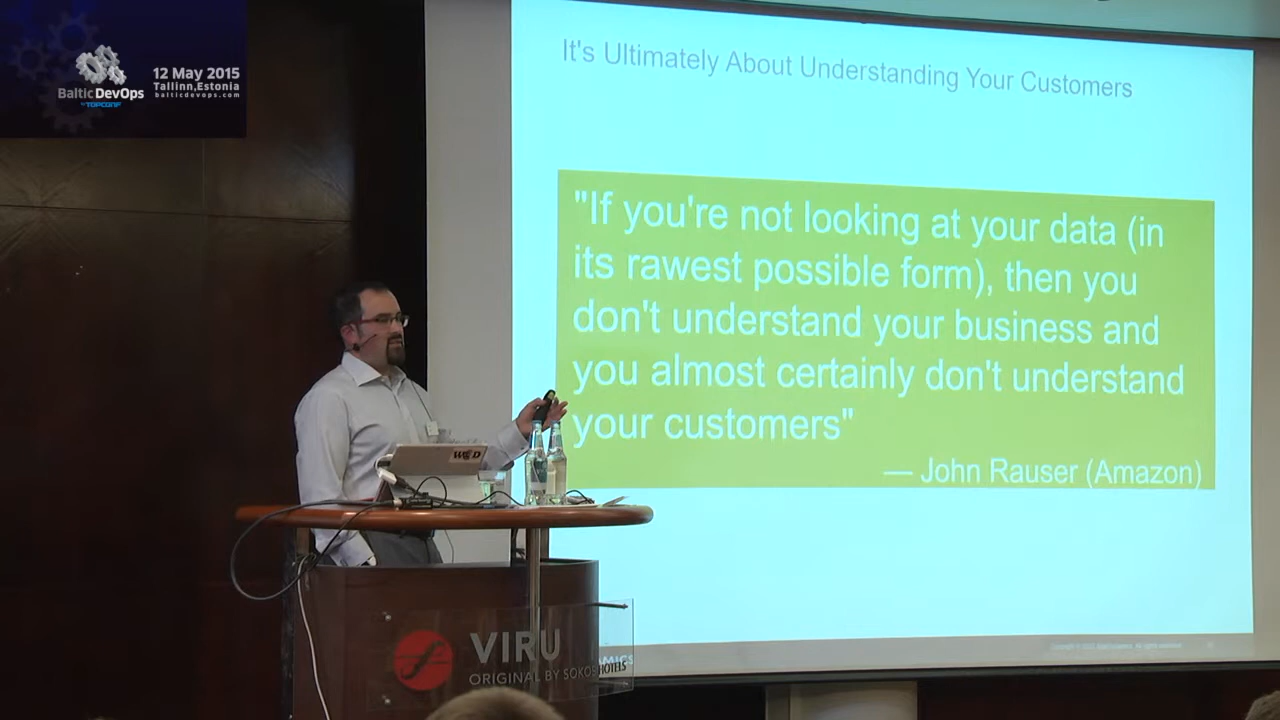 Baltic DevOps
by TOPCONF
12 May 2015
Tallinn,Estonia
balticdevops.com
It's Ultimately About Understanding Your Customers
"If you're not looking at your data (in
its rawest possible form), then you
don't understand your business and
you almost certainly don't understand
your customers"
— John Rauser (Amazon)
VIRU
ORIGINAL BY SOKOS HOTELS